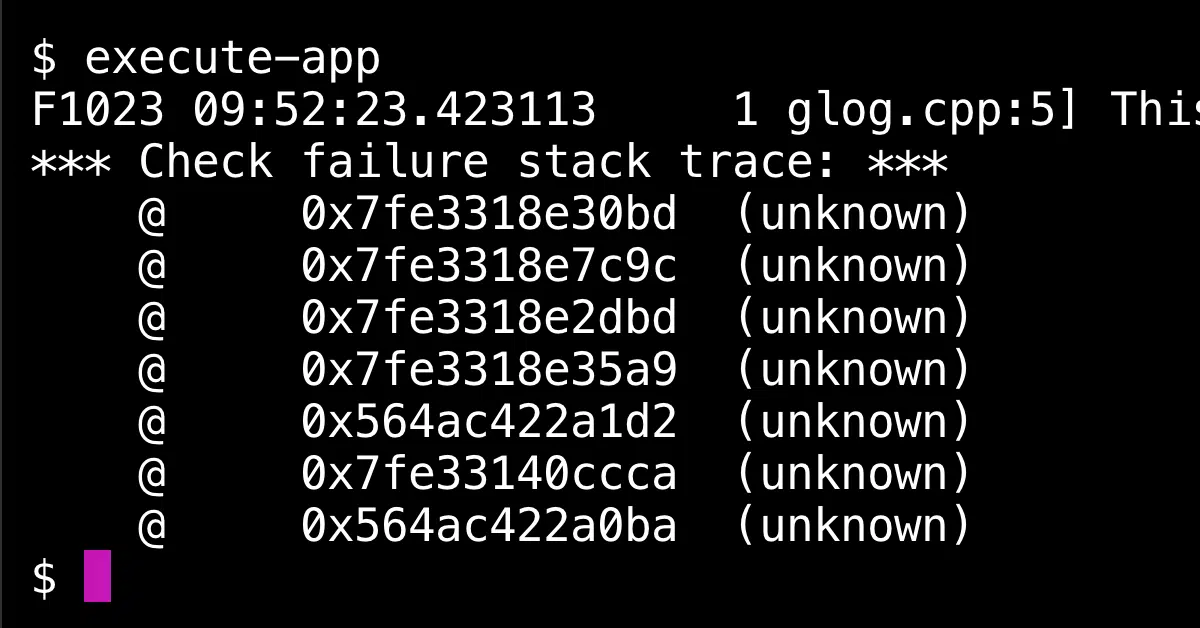 $ execute-app
F1023 09:52:23.423113     1 glog.cpp:5] This
*** Check failure stack trace: ***
    @     0x7fe3318e30bd  (unknown)
    @     0x7fe3318e7c9c  (unknown)
    @     0x7fe3318e2dbd  (unknown)
    @     0x7fe3318e35a9  (unknown)
    @     0x564ac422a1d2  (unknown)
    @     0x7fe33140ccca  (unknown)
    @     0x564ac422a0ba  (unknown)
$